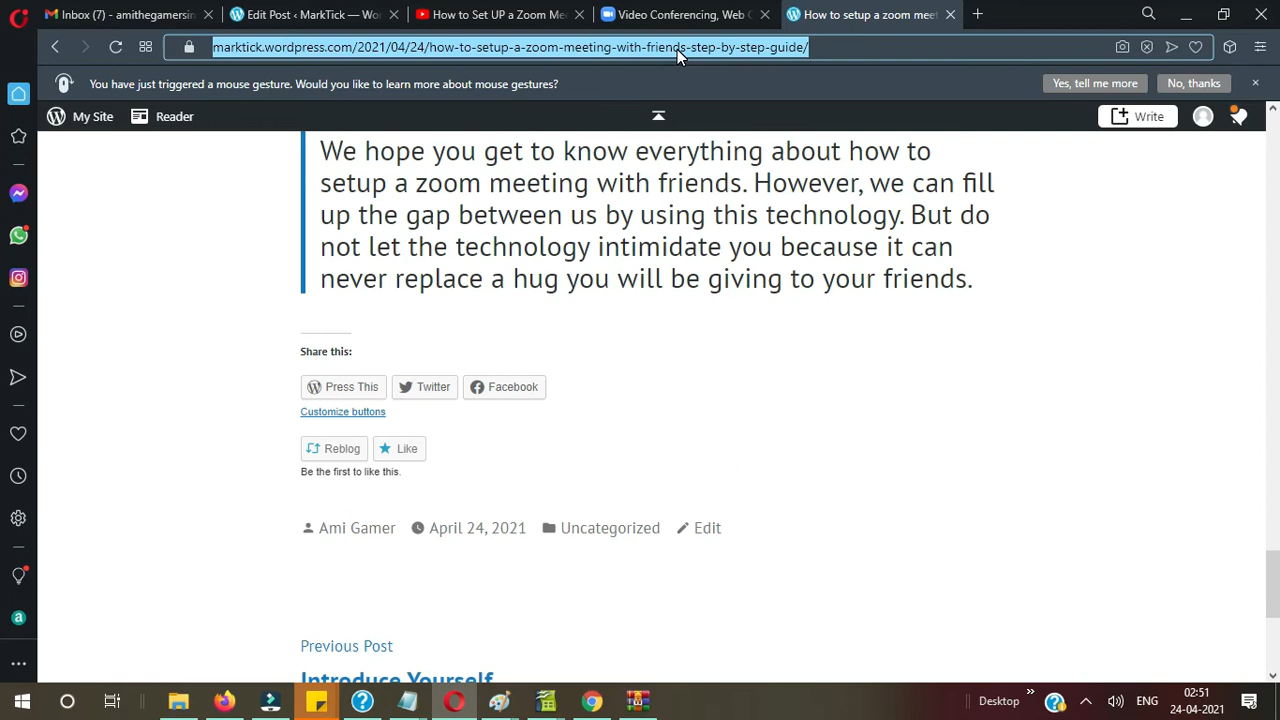 Inbox (7) - amithegamersin
Edit Post ‹ MarkTick — Wo
How to Set UP a Zoom Me
Video Conferencing, Web C
How to setup a zoom meet
marktick.wordpress.com/2021/04/24/how-to-setup-a-zoom-meeting-with-friends-step-by-step-guide/
You have just triggered a mouse gesture. Would you like to learn more about mouse gestures?
Yes, tell me more
No, thanks
My Site
Reader
Write
We hope you get to know everything about how to
setup a zoom meeting with friends. However, we can fill
up the gap between us by using this technology. But do
not let the technology intimidate you because it can
never replace a hug you will be giving to your friends.
Share this:
Press This
Twitter
Facebook
Customize buttons
Reblog
Like
Be the first to like this.
Ami Gamer
April 24, 2021
Uncategorized
Edit
Previous Post
Introduce Yourself
Desktop
ENG
02:51
24-04-2021